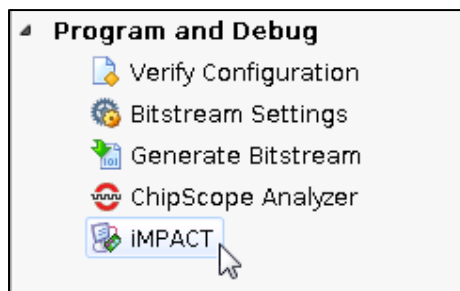 Program and Debug
Verify Configuration
Bitstream Settings
Generate Bitstream
ChipScope Analyzer
iMPACT